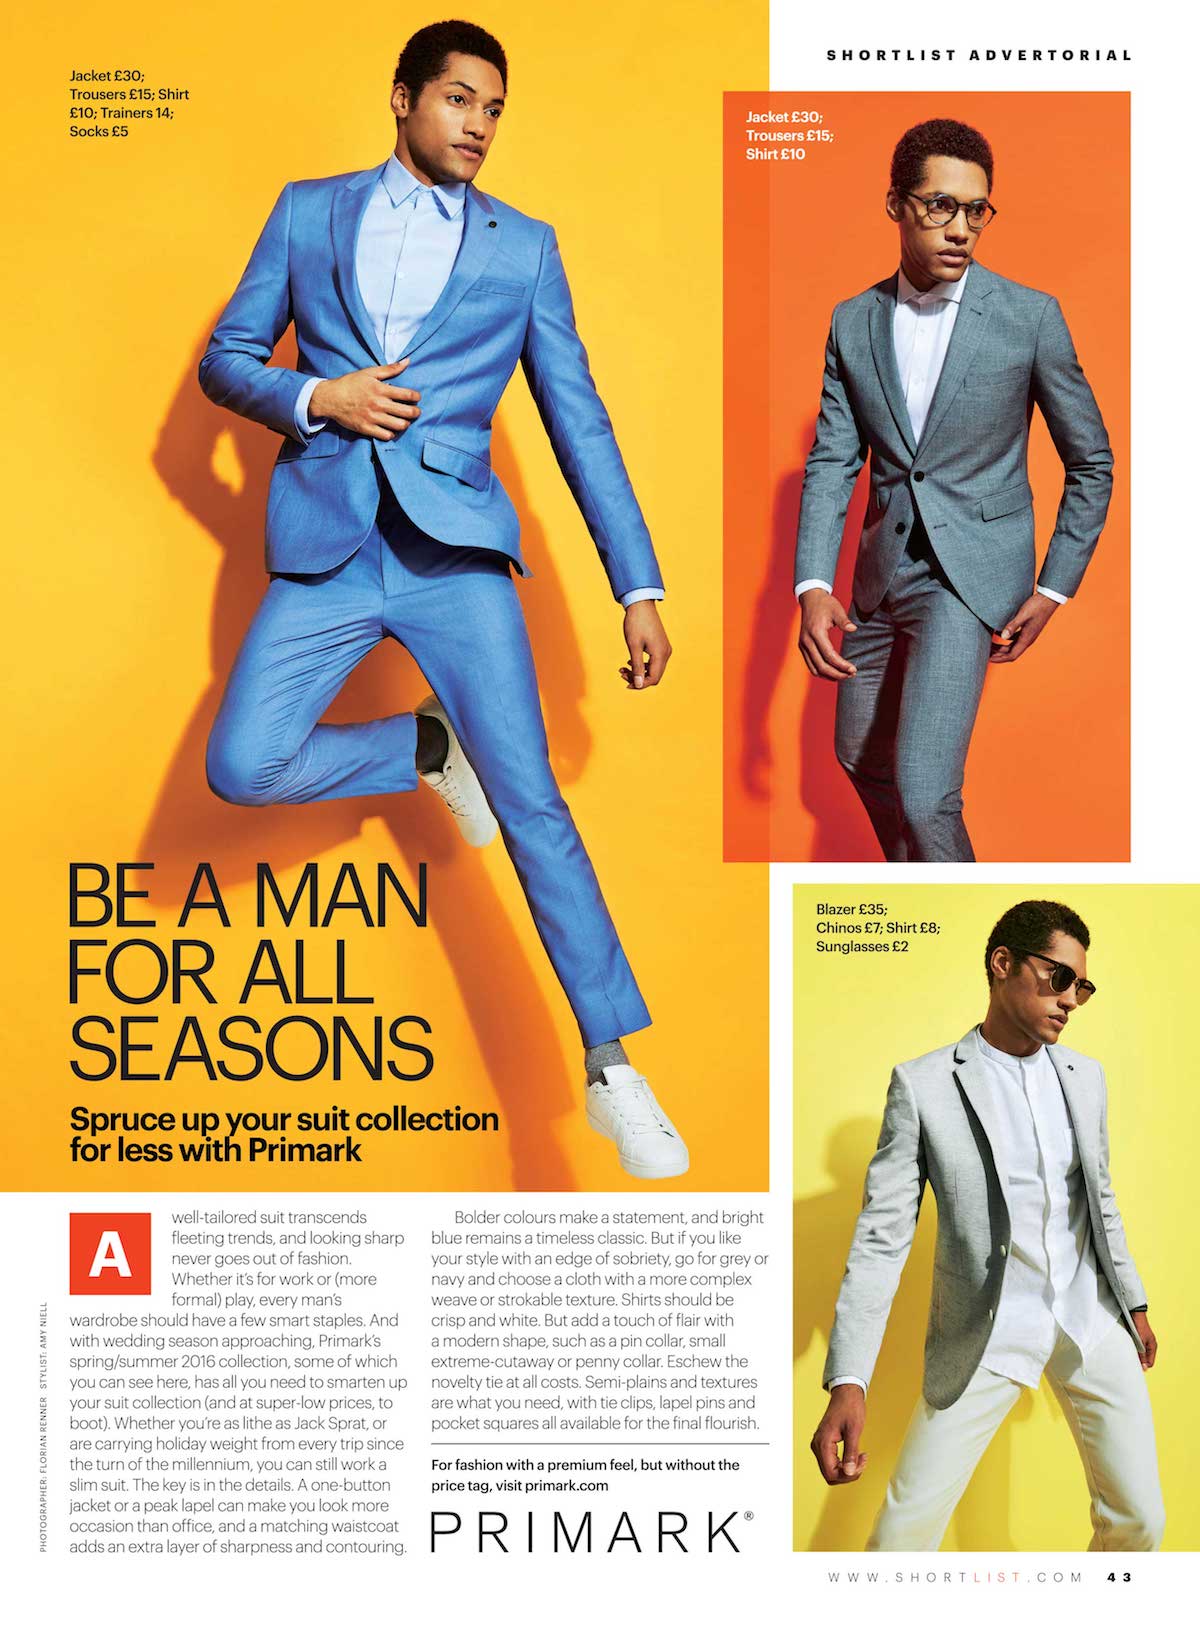 SHORTLIST ADVERTORIAL
Jacket £30;
Trousers £15; Shirt
£10; Trainers 14;
Socks £5
Jacket £30;
Trousers £15;
Shirt £10
Blazer £35;
Chinos £7; Shirt £8;
Sunglasses £2
BE A MAN
FOR ALL
SEASONS
Spruce up your suit collection
for less with Primark
A
well-tailored suit transcends
fleeting trends, and looking sharp
never goes out of fashion.
Whether it's for work or (more
formal) play, every man's
wardrobe should have a few smart staples. And
with wedding season approaching, Primark's
spring/summer 2016 collection, some of which
you can see here, has all you need to smarten up
your suit collection (and at super-low prices, to
boot). Whether you're as lithe as Jack Sprat, or
are carrying holiday weight from every trip since
the turn of the millennium, you can still work a
slim suit. The key is in the details. A one-button
jacket or a peak lapel can make you look more
occasion than office, and a matching waistcoat
adds an extra layer of sharpness and contouring.
Bolder colours make a statement, and bright
blue remains a timeless classic. But if you like
your style with an edge of sobriety, go for grey or
navy and choose a cloth with a more complex
weave or strokable texture. Shirts should be
crisp and white. But add a touch of flair with
a modern shape, such as a pin collar, small
extreme-cutaway or penny collar. Eschew the
novelty tie at all costs. Semi-plains and textures
are what you need, with tie clips, lapel pins and
pocket squares all available for the final flourish.
For fashion with a premium feel, but without the
price tag, visit primark.com
PRIMARK®
PHOTOGRAPHER: FLORIAN RENNER STYLIST: AMY NIELL
WWW.SHORTLIST.COM 43